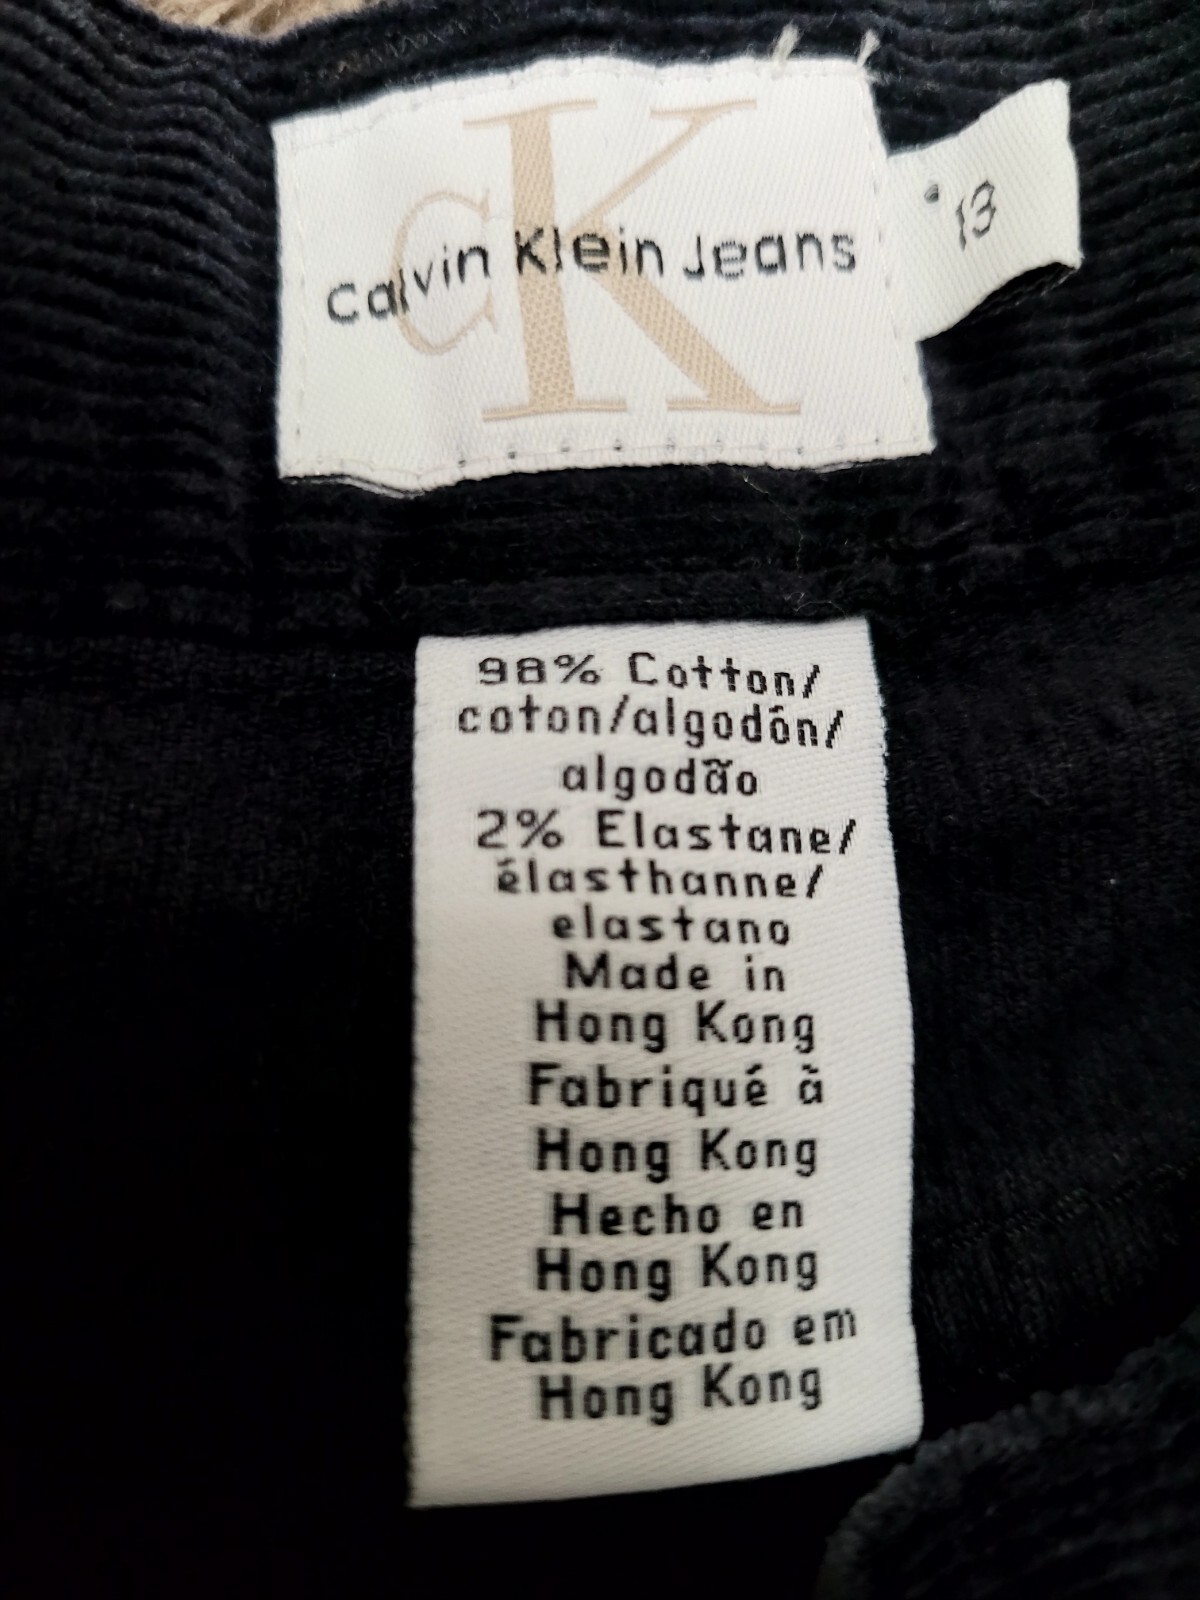 CK
Calvin Klein Jeans
13
98% Cotton/
coton/algodón/
algodão
2% Elastane/
élasthanne/
elastano
Made in
Hong Kong
Fabriqué à
Hong Kong
Hecho en
Hong Kong
Fabricado em
Hong Kong